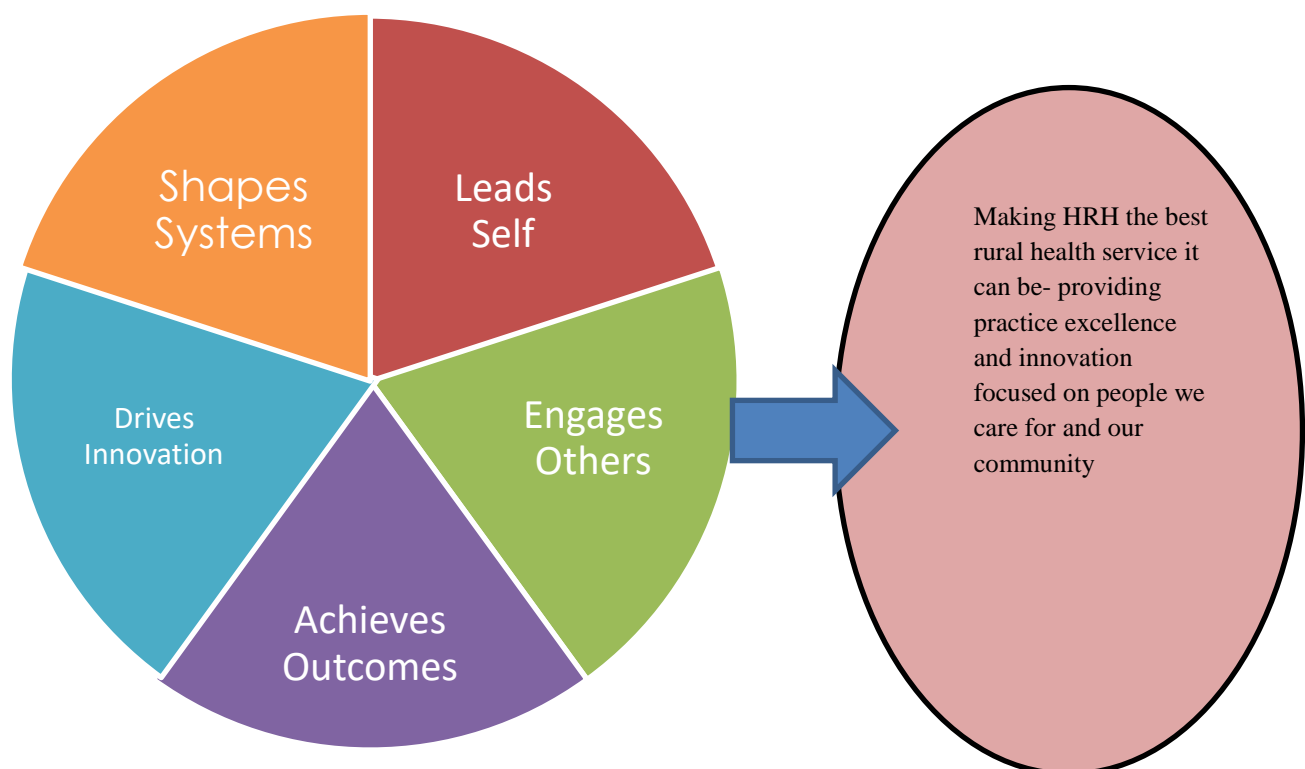 Shapes
Systems
Leads
Self
Engages
Others
Achieves
Outcomes
Drives
Innovation
Making HRH the best
rural health service it
can be- providing
practice excellence
and innovation
focused on people we
care for and our
community